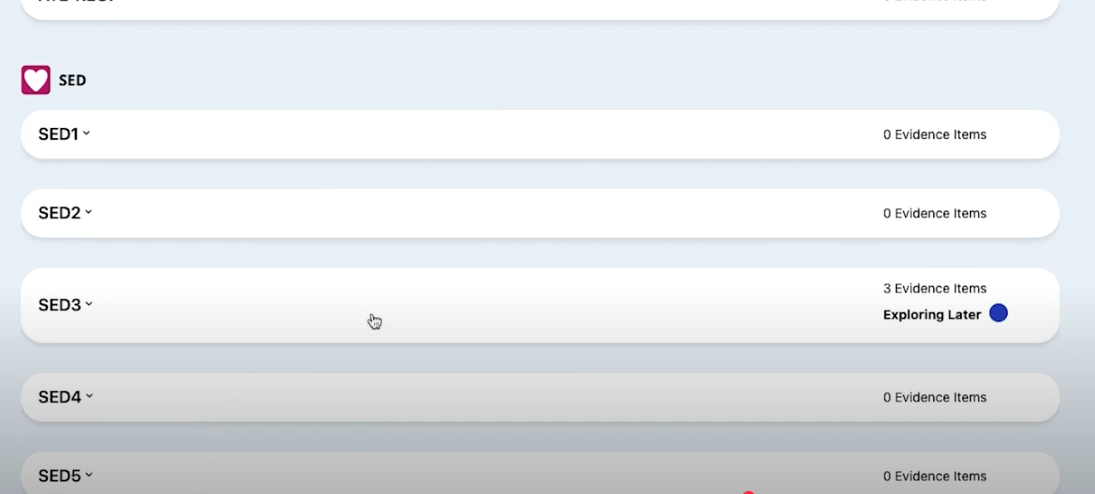 SED
SED1
0 Evidence Items
SED2
0 Evidence Items
SED3
3 Evidence Items
Exploring Later
SED4
0 Evidence Items
SED5
0 Evidence Items